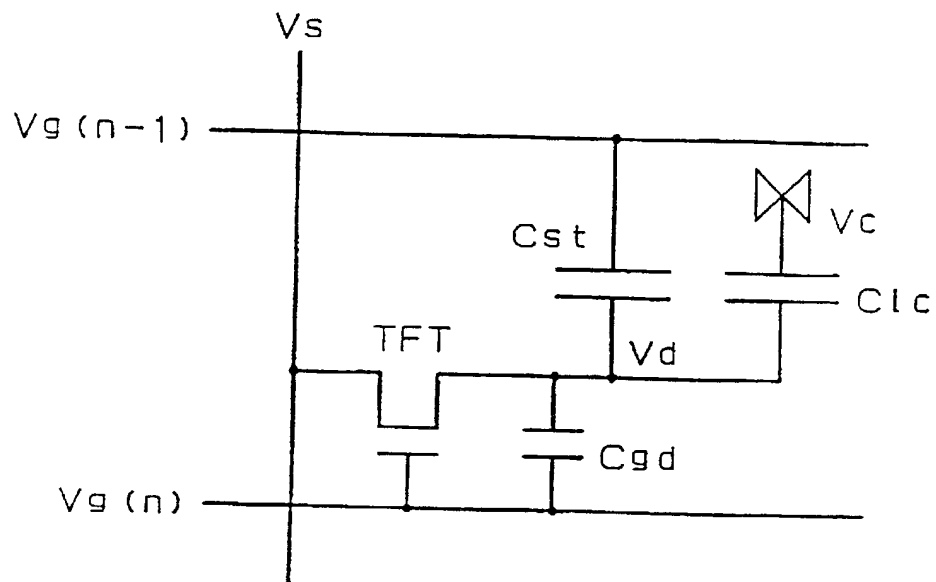 Vs
Vg(n-1)
Vc
Cst
Clc
TFT
Vd
Cgd
Vg(n)